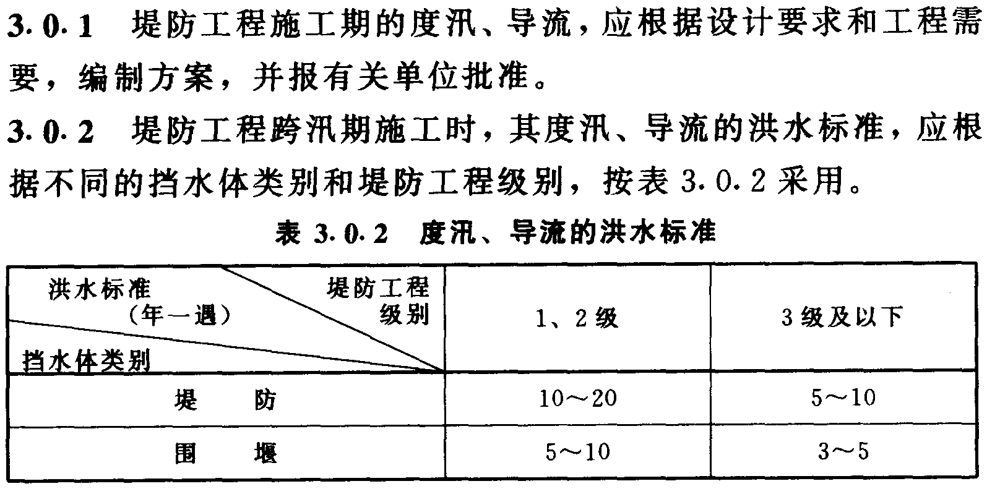 3.0.1 堤防工程施工期的度汛、导流，应根据设计要求和工程需
要，编制方案，并报有关单位批准。
3.0.2 堤防工程跨汛期施工时，其度汛、导流的洪水标准，应根
据不同的挡水体类别和堤防工程级别，按表 3.0.2 采用。
表 3.0.2 度汛、导流的洪水标准
洪水标准 堤防工程
（年一遇） 级别 1、2 级 3 级及以下
挡水体类别
堤 防 10～20 5～10
围 堰 5～10 3～5